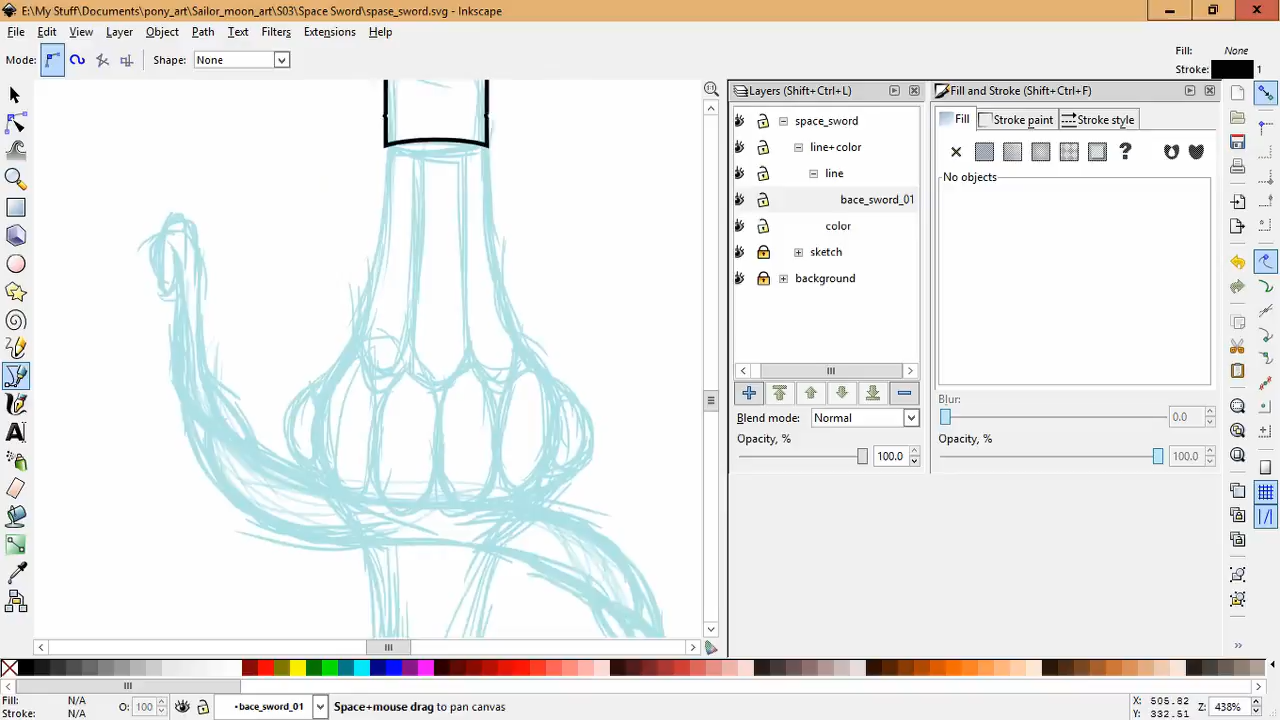 E:\My Stuff\Documents\pony_art\Sailor_moon_art\S03\Space Sword\spase_sword.svg - Inkscape
File Edit View Layer Object Path Text Filters Extensions Help
Mode: Shape: None
Fill: None
Stroke: 1
Layers (Shift+Ctrl+L)
Fill and Stroke (Shift+Ctrl+F)
space_sword
line+color
line
bace_sword_01
color
sketch
background
Fill Stroke paint Stroke style
?
No objects
Blend mode: Normal
Opacity, %
100.0
Blur:
0.0
Opacity, %
100.0
Fill: N/A
Stroke: N/A
O: 100
•bace_sword_01
Space+mouse drag to pan canvas
X: 505.82
Y: 332.51
Z: 438%